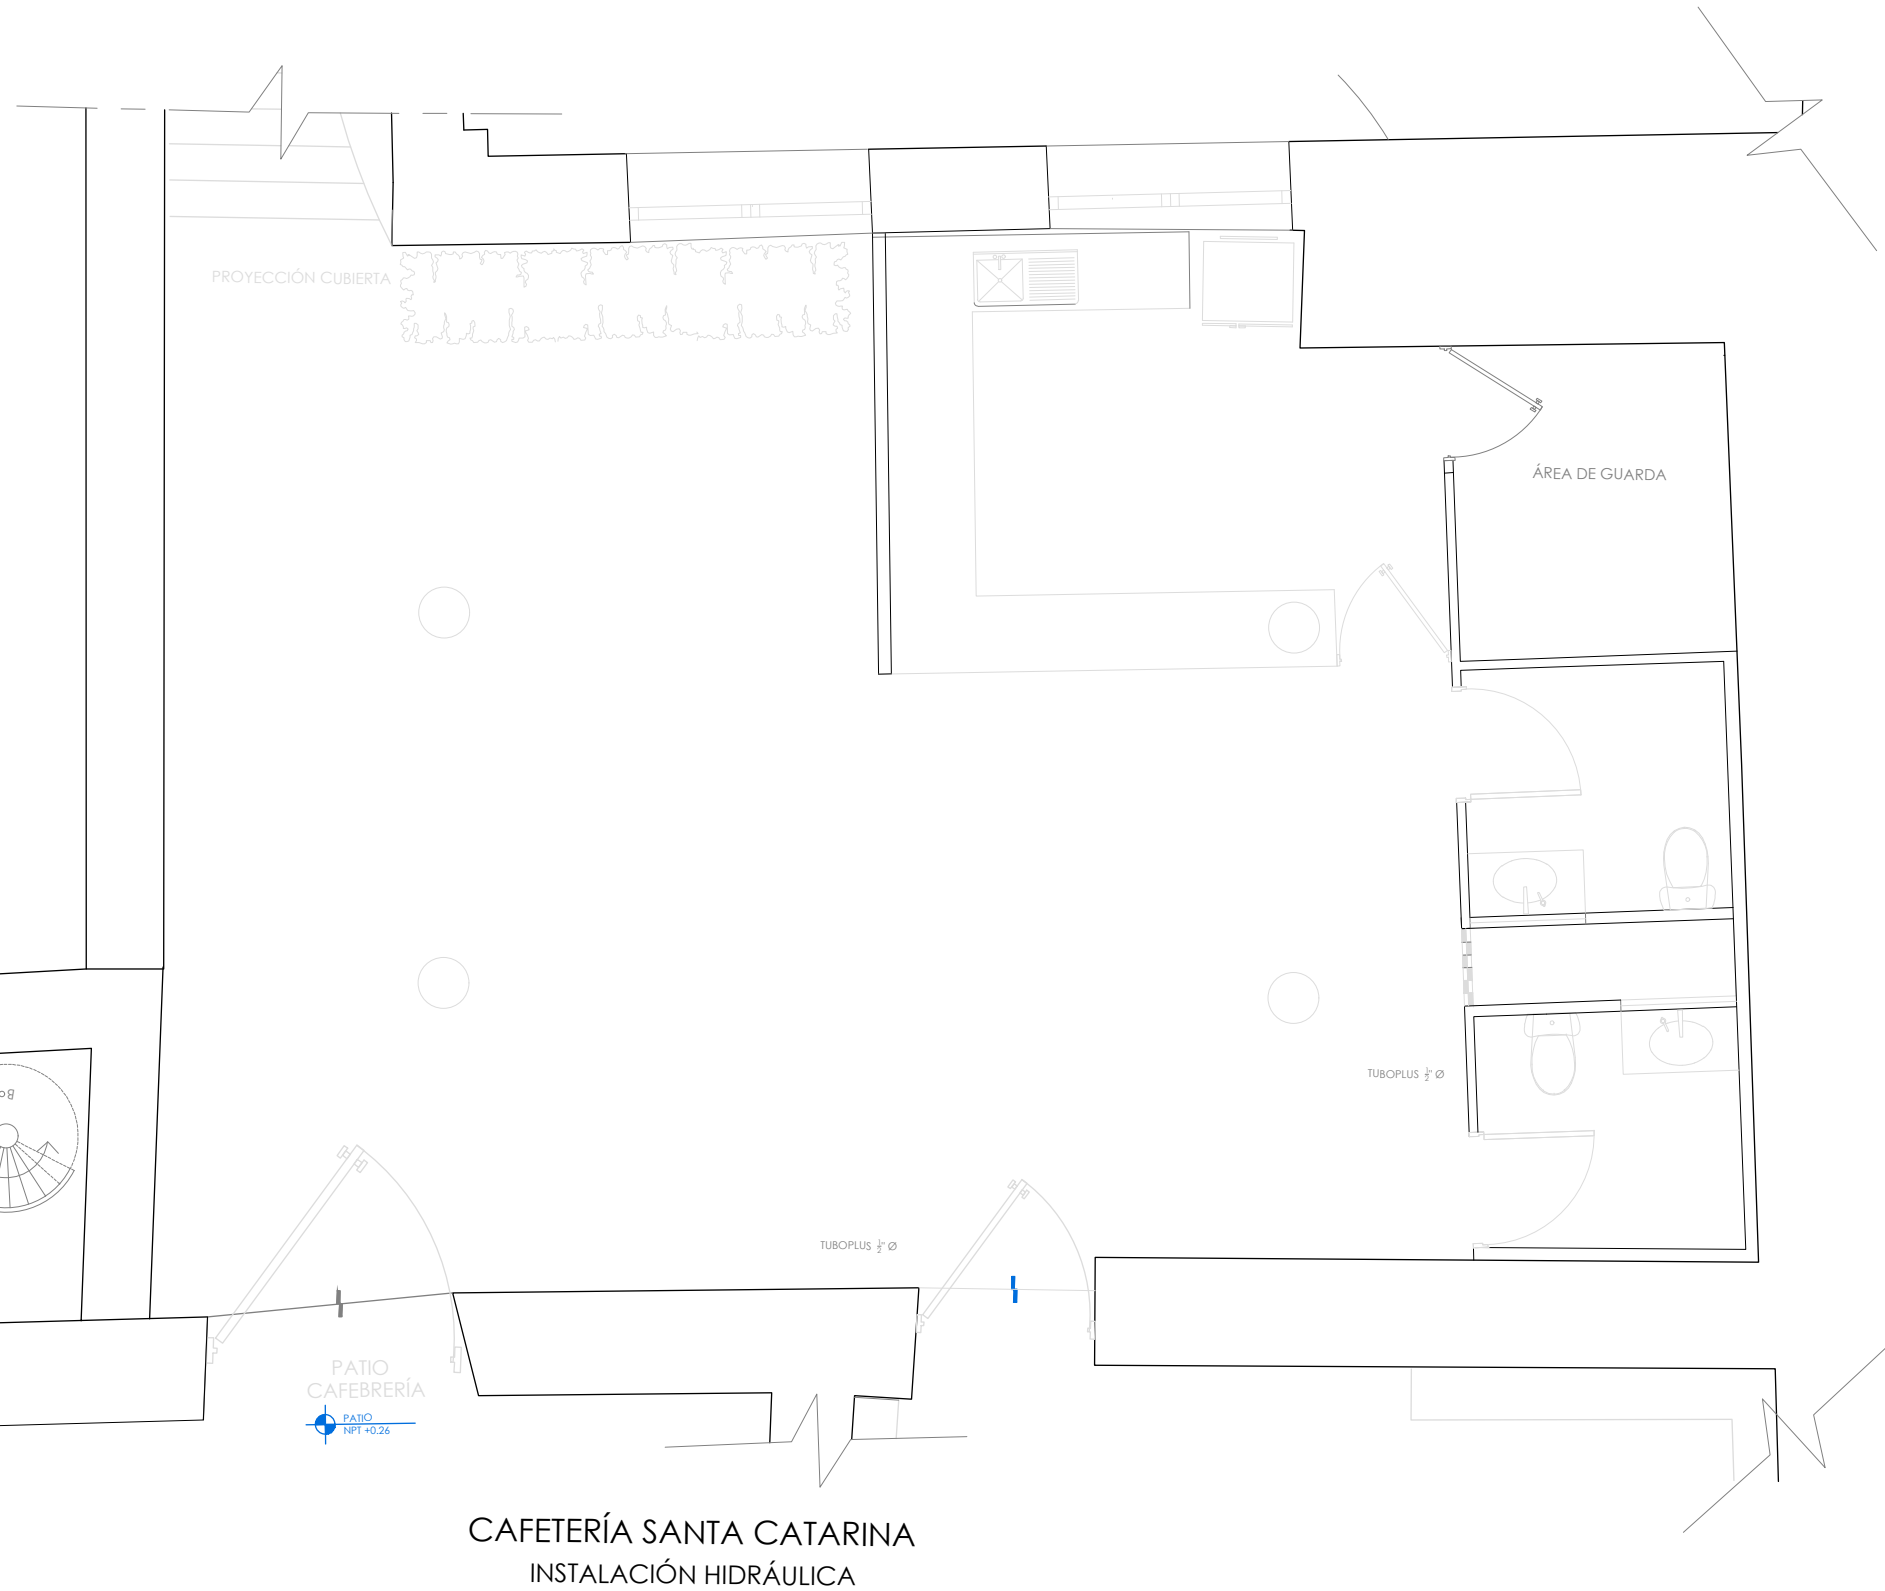 PROYECCIÓN CUBIERTA
ÁREA DE GUARDA
TUBOPLUS ½" Ø
TUBOPLUS ½" Ø
PATIO
CAFEBRERÍA
PATIO
NPT +0.26
CAFETERÍA SANTA CATARINA
INSTALACIÓN HIDRÁULICA